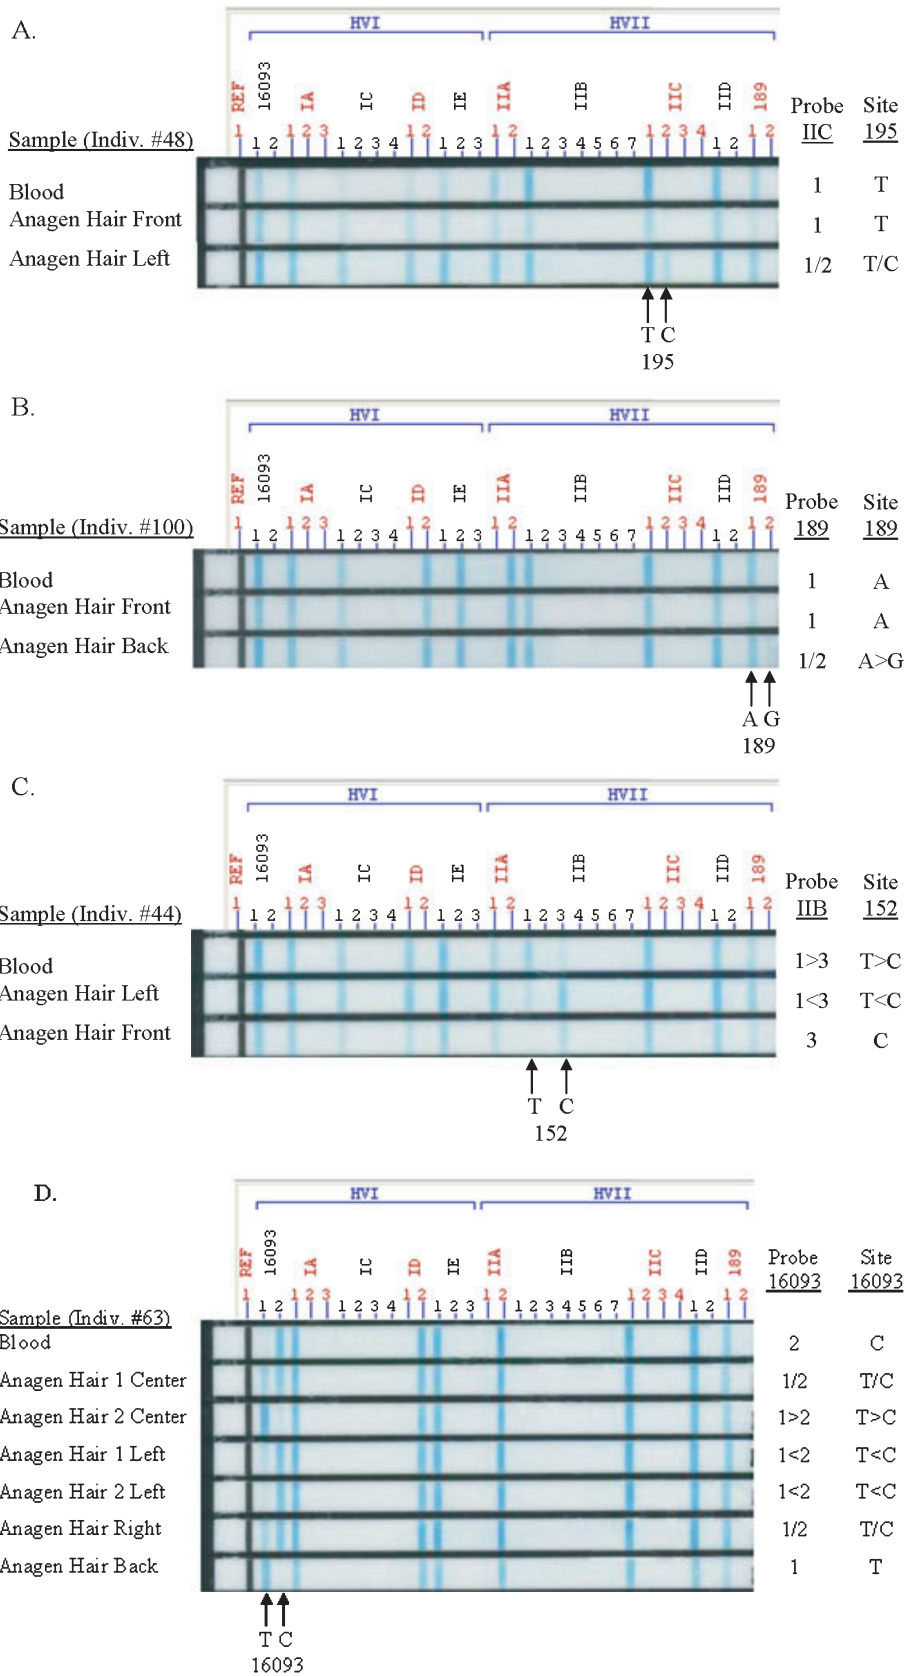 A.
HVI HVII
REF 16093 IA IC ID IE IIA IIB IIC IID 189
Probe Site
Sample (Indiv. #48) 1 1 2 1 2 3 1 2 3 4 1 2 1 2 3 1 2 1 2 3 4 5 6 7 1 2 3 4 1 2 1 2 IIC 195
Blood 1 T
Anagen Hair Front 1 T
Anagen Hair Left 1/2 T/C
T C
195
B.
HVI HVII
REF 16093 IA IC ID IE IIA IIB IIC IID 189
Probe Site
Sample (Indiv. #100) 1 1 2 1 2 3 1 2 3 4 1 2 1 2 3 1 2 1 2 3 4 5 6 7 1 2 3 4 1 2 1 2 189 189
Blood 1 A
Anagen Hair Front 1 A
Anagen Hair Back 1/2 A>G
A G
189
C.
HVI HVII
REF 16093 IA IC ID IE IIA IIB IIC IID 189
Probe Site
Sample (Indiv. #44) 1 1 2 1 2 3 1 2 3 4 1 2 1 2 3 1 2 1 2 3 4 5 6 7 1 2 3 4 1 2 1 2 IIB 152
Blood 1>3 T>C
Anagen Hair Left 1<3 T<C
Anagen Hair Front 3 C
T C
152
D.
HVI HVII
REF 16093 IA IC ID IE IIA IIB IIC IID 189
Probe Site
16093 16093
1 1 2 1 2 3 1 2 3 4 1 2 1 2 3 1 2 1 2 3 4 5 6 7 1 2 3 4 1 2 1 2
Sample (Indiv. #63)
Blood 2 C
Anagen Hair 1 Center 1/2 T/C
Anagen Hair 2 Center 1>2 T>C
Anagen Hair 1 Left 1<2 T<C
Anagen Hair 2 Left 1<2 T<C
Anagen Hair Right 1/2 T/C
Anagen Hair Back 1 T
T C
16093